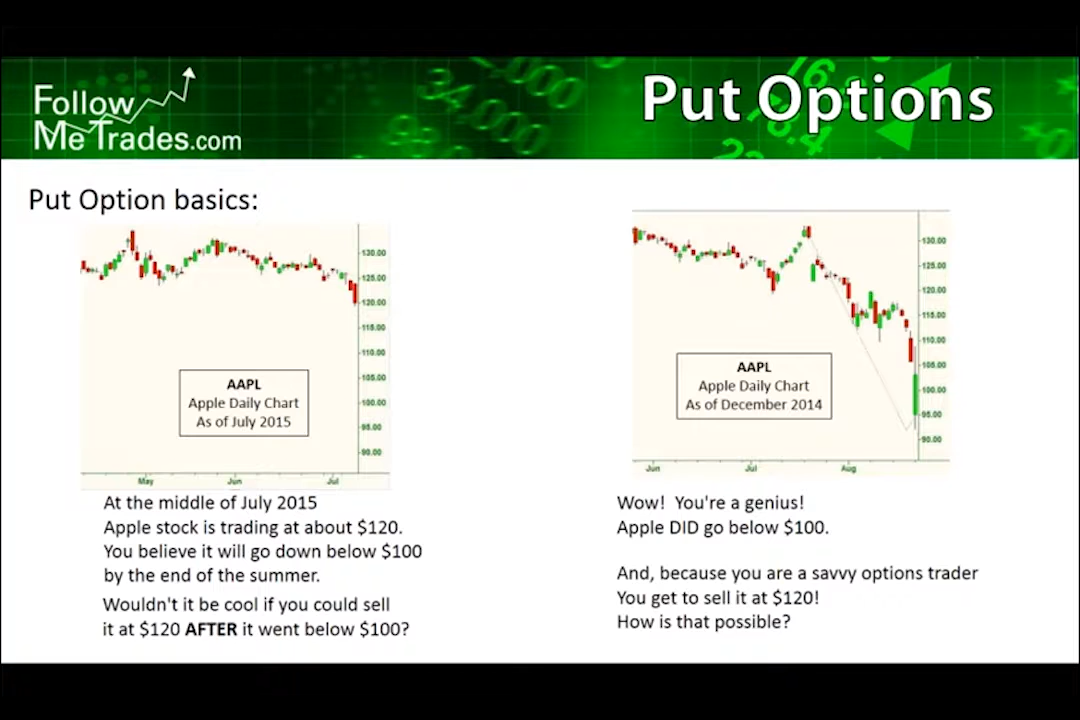 Follow
Me Trades.com
Put Options
Put Option basics:
130.00
125.00
120.00
115.00
110.00
105.00
100.00
95.00
90.00
AAPL
Apple Daily Chart
As of July 2015
May
Jun
Jul
At the middle of July 2015
Apple stock is trading at about $120.
You believe it will go down below $100
by the end of the summer.
Wouldn't it be cool if you could sell
it at $120 AFTER it went below $100?
130.00
125.00
120.00
115.00
110.00
100.00
95.00
90.00
AAPL
Apple Daily Chart
As of December 2014
Jun
Jul
Aug
Wow! You're a genius!
Apple DID go below $100.
And, because you are a savvy options trader
You get to sell it at $120!
How is that possible?